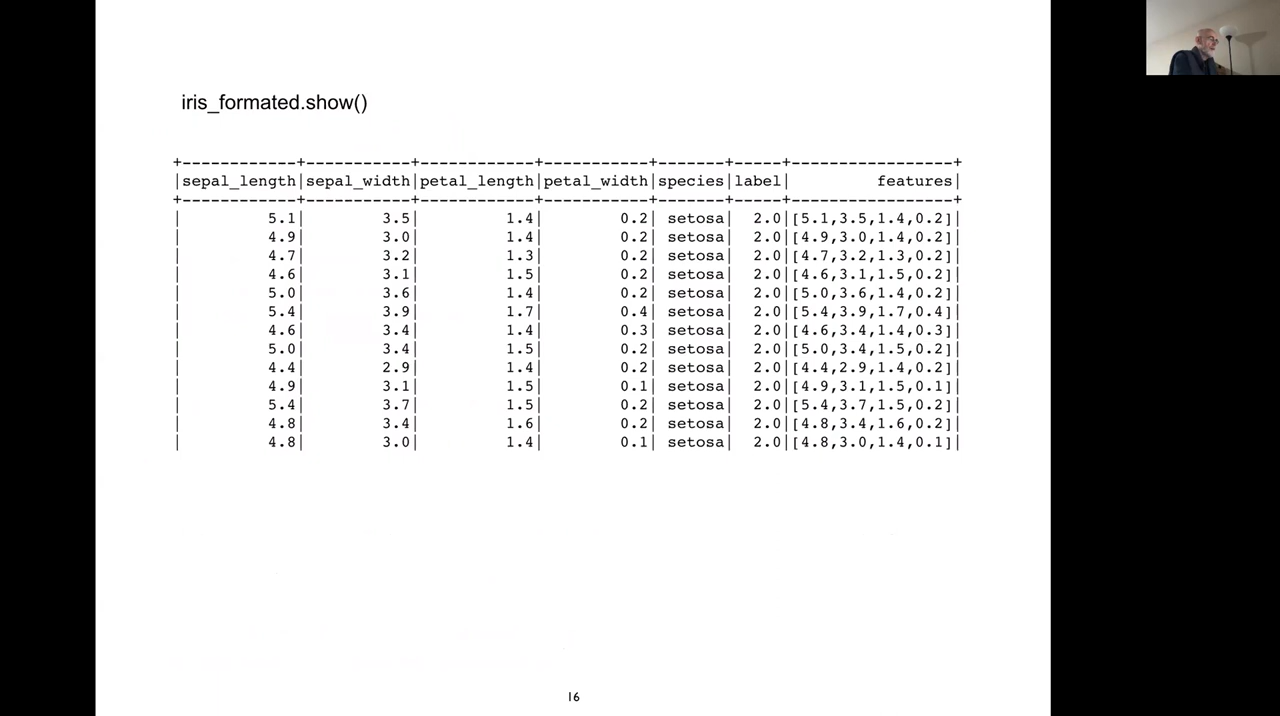 iris_formated.show()
+------------+-----------+------------+-----------+-------+-----+-----------------+
|sepal_length|sepal_width|petal_length|petal_width|species|label|         features|
+------------+-----------+------------+-----------+-------+-----+-----------------+
|         5.1|        3.5|         1.4|        0.2| setosa|  2.0|[5.1,3.5,1.4,0.2]|
|         4.9|        3.0|         1.4|        0.2| setosa|  2.0|[4.9,3.0,1.4,0.2]|
|         4.7|        3.2|         1.3|        0.2| setosa|  2.0|[4.7,3.2,1.3,0.2]|
|         4.6|        3.1|         1.5|        0.2| setosa|  2.0|[4.6,3.1,1.5,0.2]|
|         5.0|        3.6|         1.4|        0.2| setosa|  2.0|[5.0,3.6,1.4,0.2]|
|         5.4|        3.9|         1.7|        0.4| setosa|  2.0|[5.4,3.9,1.7,0.4]|
|         4.6|        3.4|         1.4|        0.3| setosa|  2.0|[4.6,3.4,1.4,0.3]|
|         5.0|        3.4|         1.5|        0.2| setosa|  2.0|[5.0,3.4,1.5,0.2]|
|         4.4|        2.9|         1.4|        0.2| setosa|  2.0|[4.4,2.9,1.4,0.2]|
|         4.9|        3.1|         1.5|        0.1| setosa|  2.0|[4.9,3.1,1.5,0.1]|
|         5.4|        3.7|         1.5|        0.2| setosa|  2.0|[5.4,3.7,1.5,0.2]|
|         4.8|        3.4|         1.6|        0.2| setosa|  2.0|[4.8,3.4,1.6,0.2]|
|         4.8|        3.0|         1.4|        0.1| setosa|  2.0|[4.8,3.0,1.4,0.1]|
16